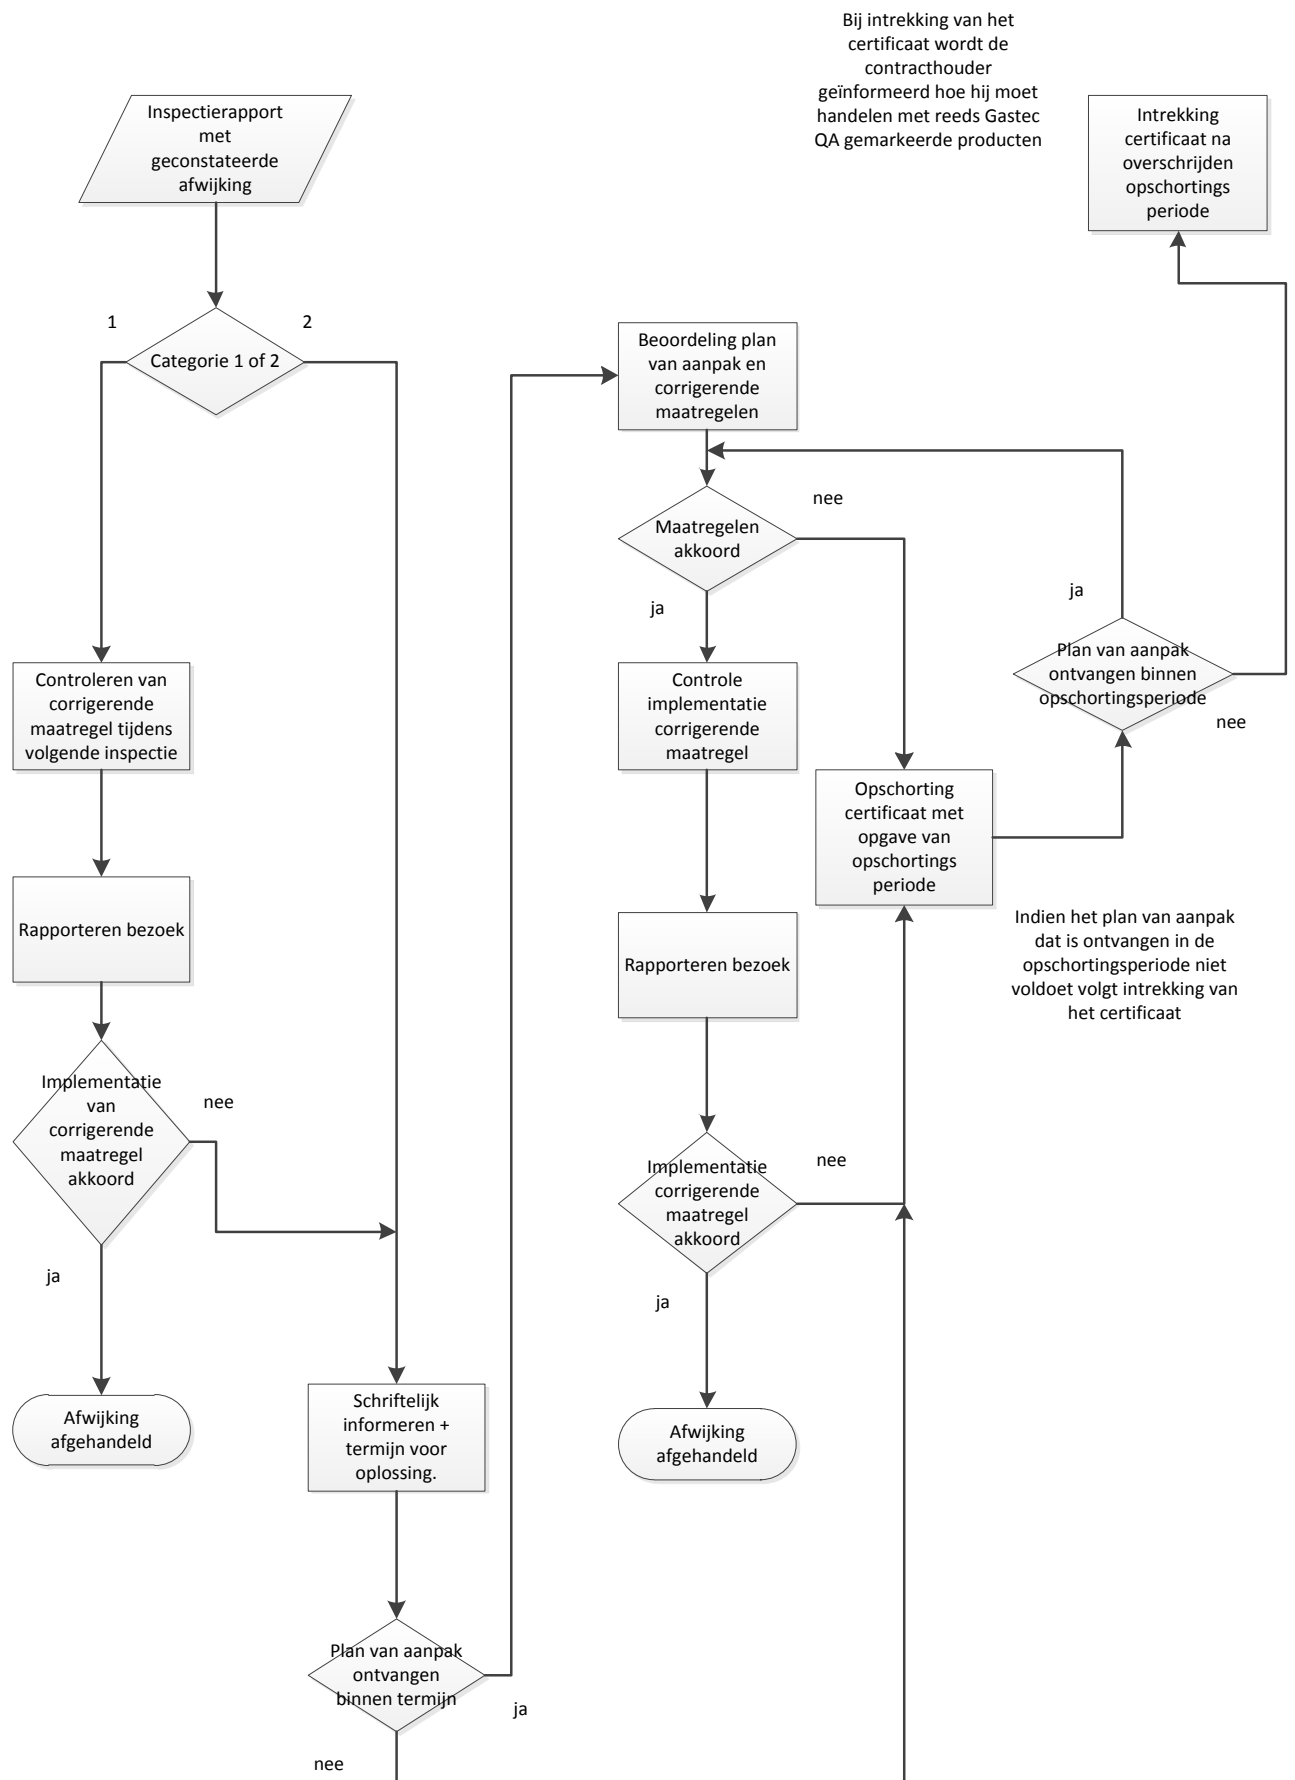 Bij intrekking van het
certificaat wordt de
contracthouder
geïnformeerd hoe hij moet
handelen met reeds Gastec
QA gemarkeerde producten
Inspectierapport
met
geconstateerde
afwijking
Intrekking
certificaat na
overschrijden
opschortings
periode
1
2
Categorie 1 of 2
Beoordeling plan
van aanpak en
corrigerende
maatregelen
nee
Maatregelen
akkoord
ja
ja
Plan van aanpak
ontvangen binnen
opschortingsperiode
nee
Controleren van
corrigerende
maatregel tijdens
volgende inspectie
Controle
implementatie
corrigerende
maatregel
Opschorting
certificaat met
opgave van
opschortings
periode
Rapporteren bezoek
Rapporteren bezoek
Indien het plan van aanpak
dat is ontvangen in de
opschortingsperiode niet
voldoet volgt intrekking van
het certificaat
Implementatie
van
corrigerende
maatregel
akkoord
nee
ja
Implementatie
corrigerende
maatregel
akkoord
nee
ja
Afwijking
afgehandeld
Schriftelijk
informeren +
termijn voor
oplossing.
Afwijking
afgehandeld
Plan van aanpak
ontvangen
binnen termijn
ja
nee